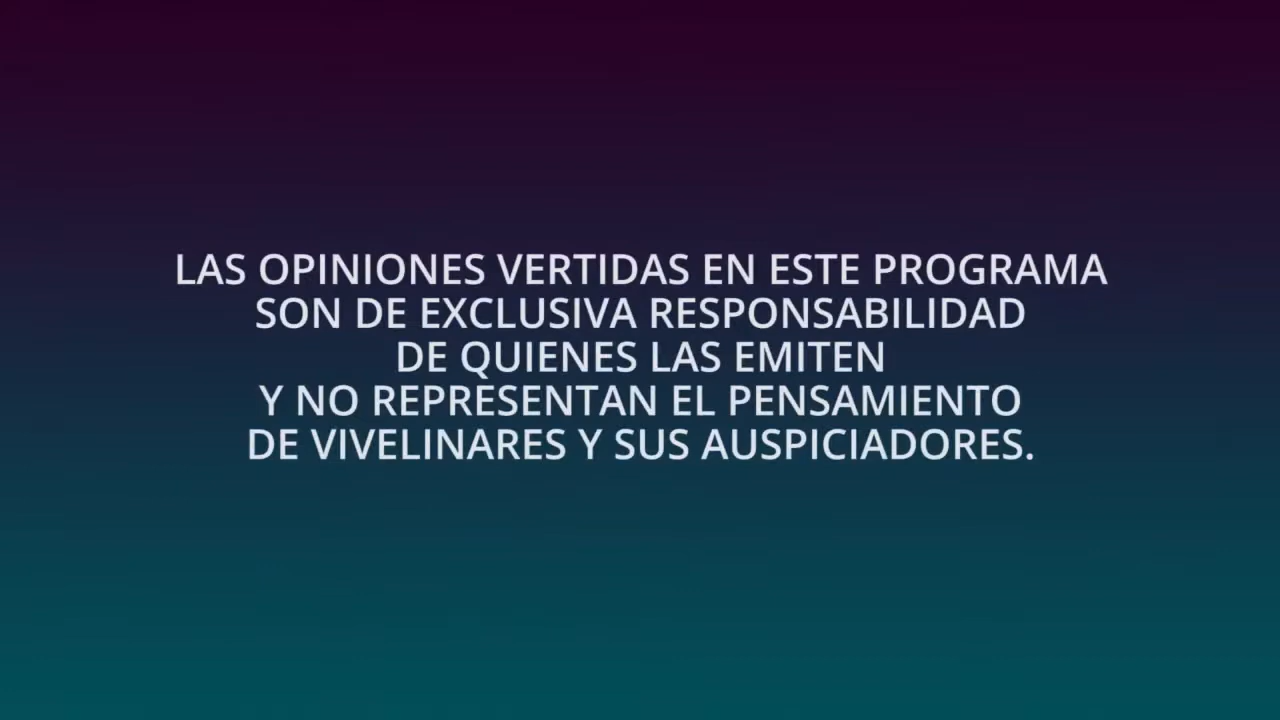 LAS OPINIONES VERTIDAS EN ESTE PROGRAMA
SON DE EXCLUSIVA RESPONSABILIDAD
DE QUIENES LAS EMITEN
Y NO REPRESENTAN EL PENSAMIENTO
DE VIVELINARES Y SUS AUSPICIADORES.